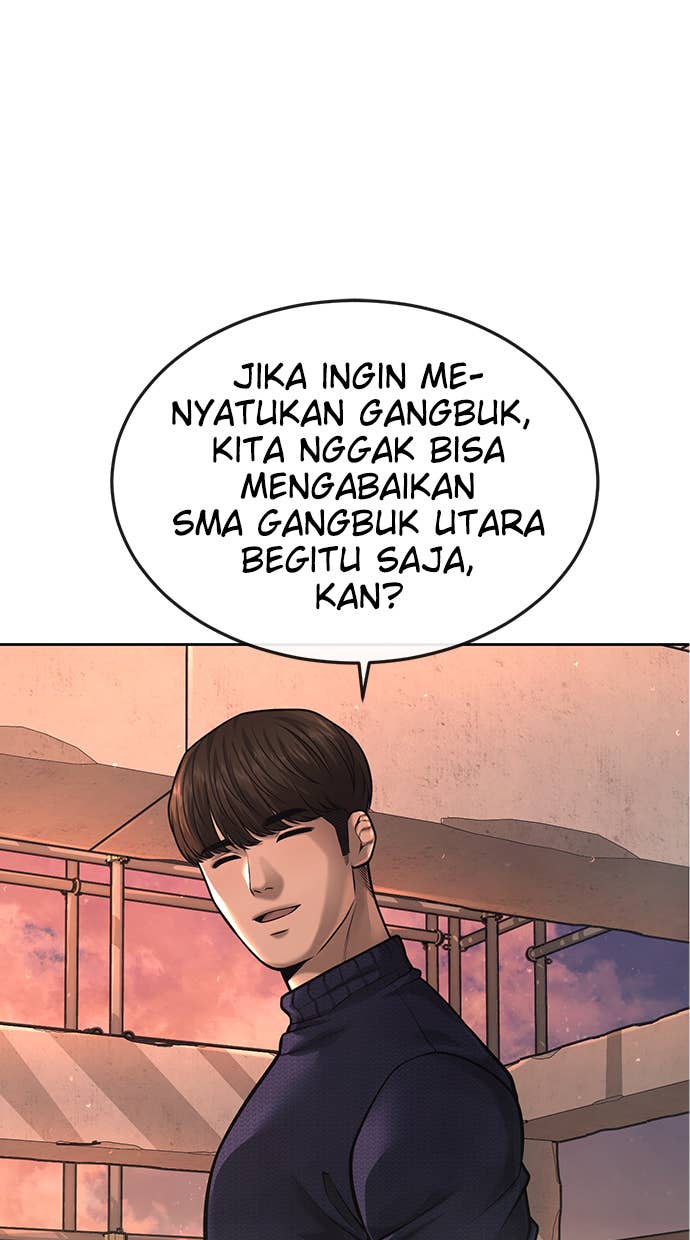 JIKA INGIN ME-
NYATUKAN GANGBUK,
KITA NGGAK BISA
MENGABAIKAN
SMA GANGBUK UTARA
BEGITU SAJA,
KAN?